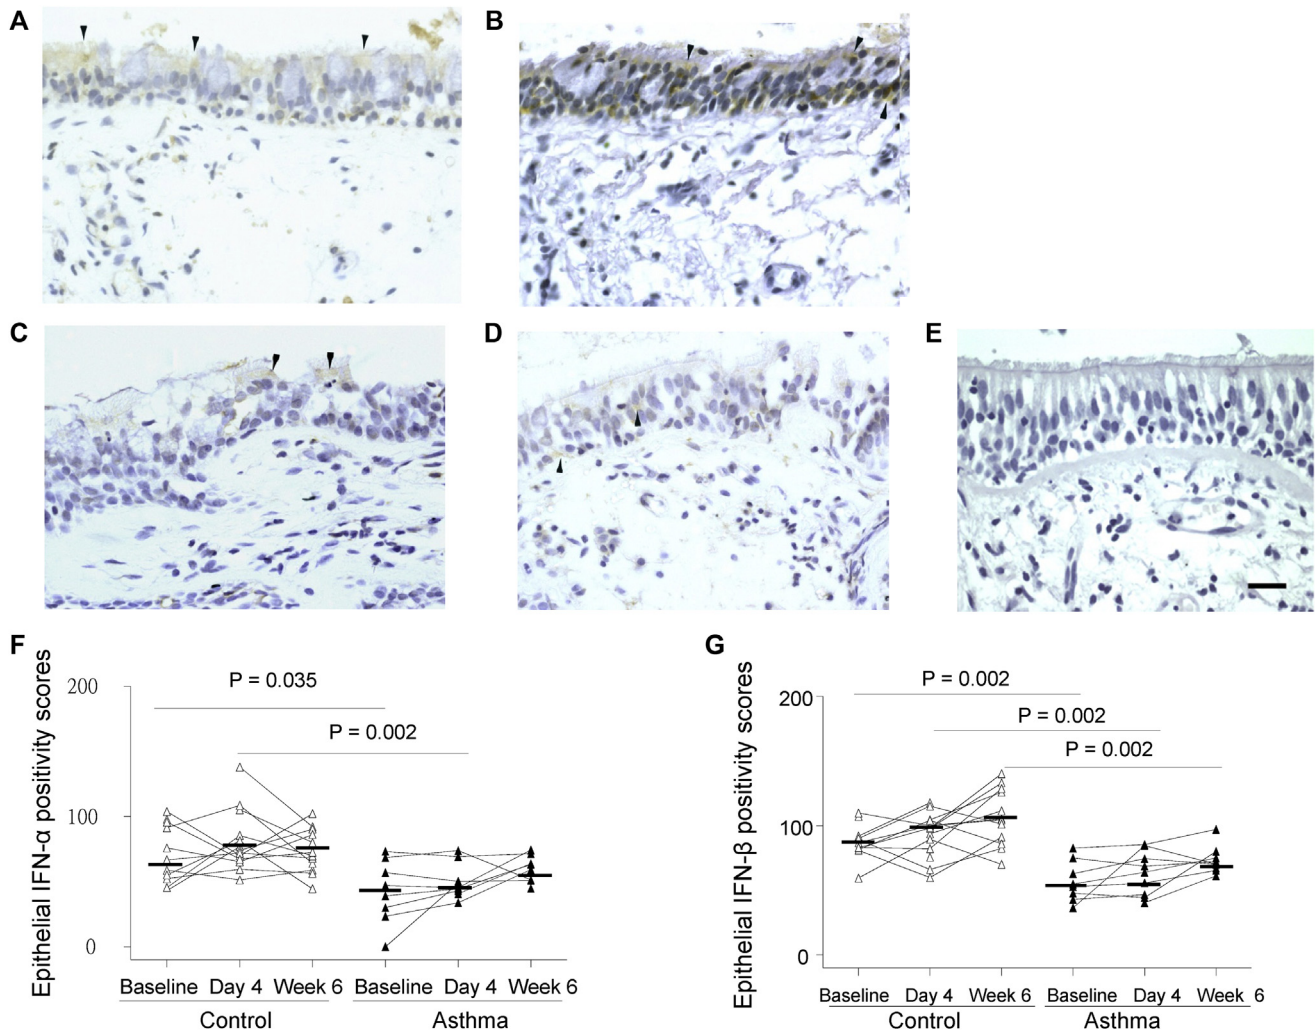 A
B
C
D
E
F
Epithelial IFN-α positivity scores
200
100
0
P = 0.035
P = 0.002
Baseline Day 4 Week 6 Baseline Day 4 Week 6
Control Asthma
G
Epithelial IFN-β positivity scores
200
100
0
P = 0.002
P = 0.002
P = 0.002
Baseline Day 4 Week 6 Baseline Day 4 Week 6
Control Asthma